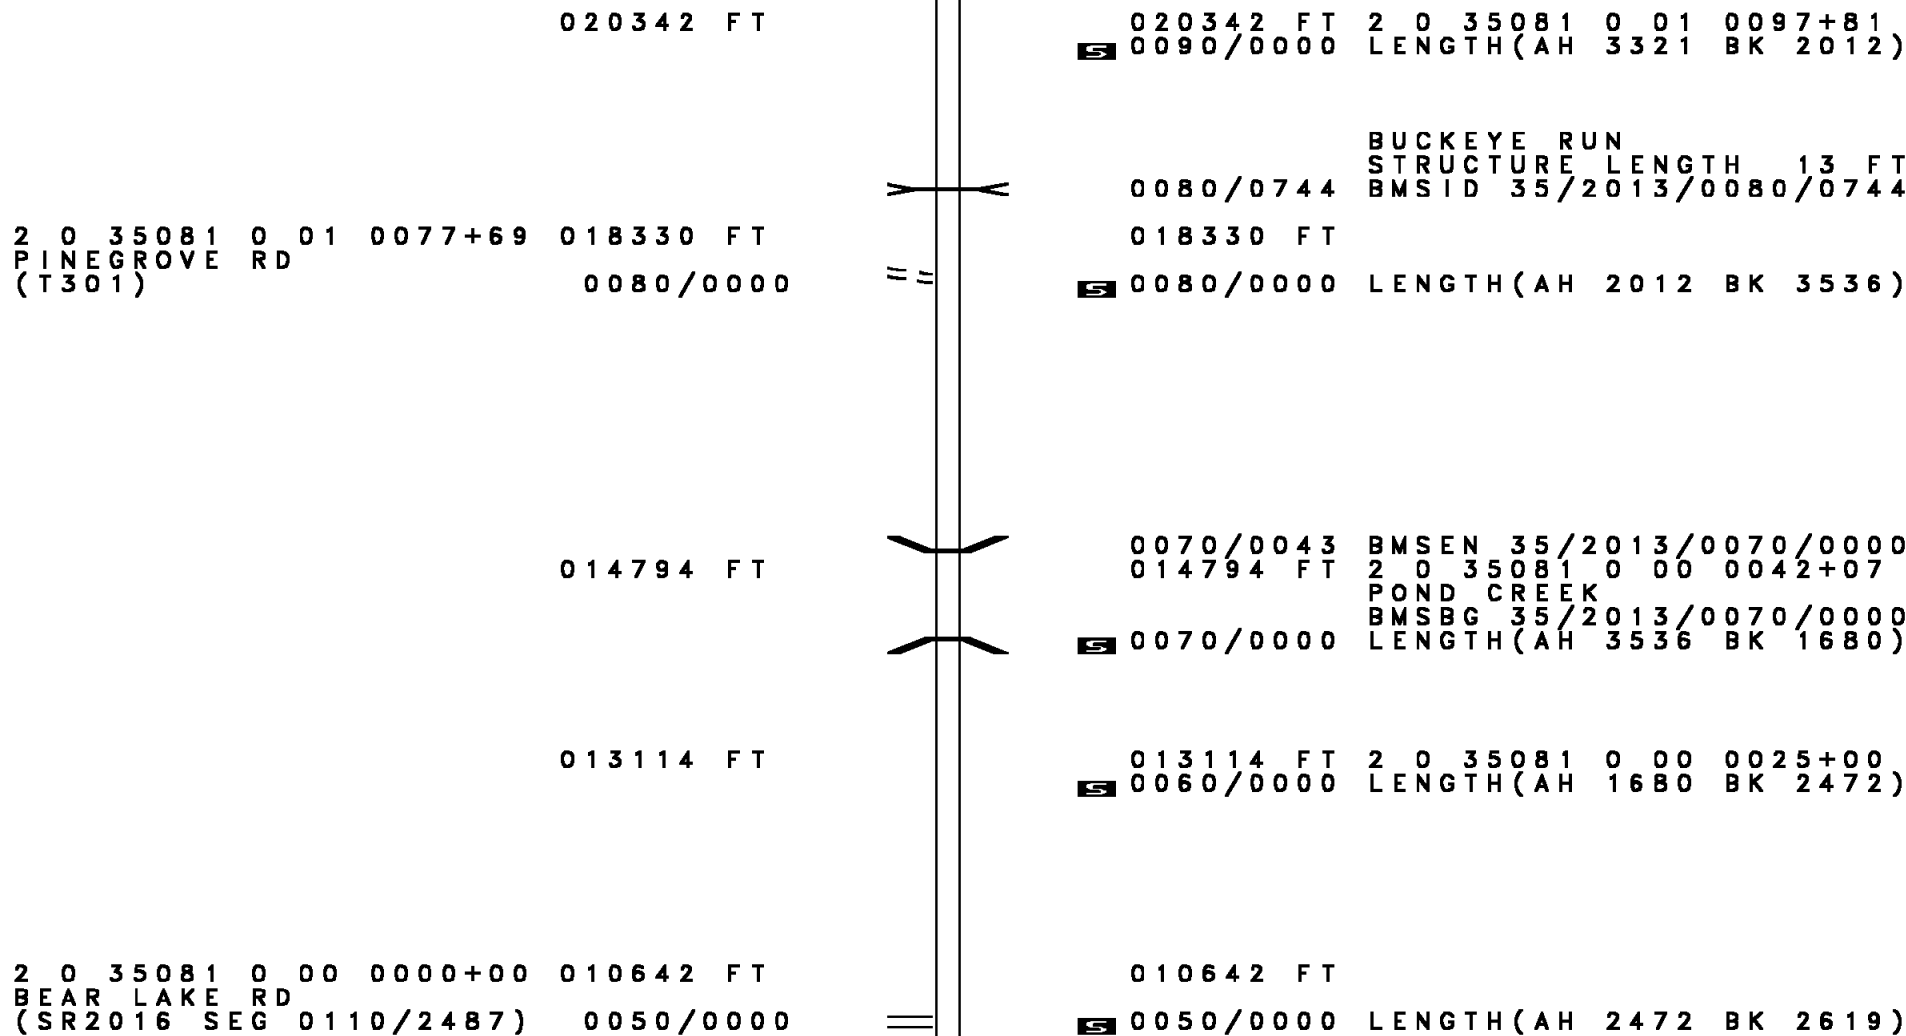 020342 FT 020342 FT 2 0 35081 0 01 0097+81
S 0090/0000 LENGTH(AH 3321 BK 2012)
BUCKEYE RUN
STRUCTURE LENGTH 13 FT
0080/0744 BMSID 35/2013/0080/0744
2 0 35081 0 01 0077+69 018330 FT 018330 FT
PINEGROVE RD
(T301) 0080/0000 S 0080/0000 LENGTH(AH 2012 BK 3536)
0070/0043 BMSEN 35/2013/0070/0000
014794 FT 014794 FT 2 0 35081 0 00 0042+07
POND CREEK
BMSBG 35/2013/0070/0000
S 0070/0000 LENGTH(AH 3536 BK 1680)
013114 FT 013114 FT 2 0 35081 0 00 0025+00
S 0060/0000 LENGTH(AH 1680 BK 2472)
2 0 35081 0 00 0000+00 010642 FT 010642 FT
BEAR LAKE RD
(SR2016 SEG 0110/2487) 0050/0000 S 0050/0000 LENGTH(AH 2472 BK 2619)